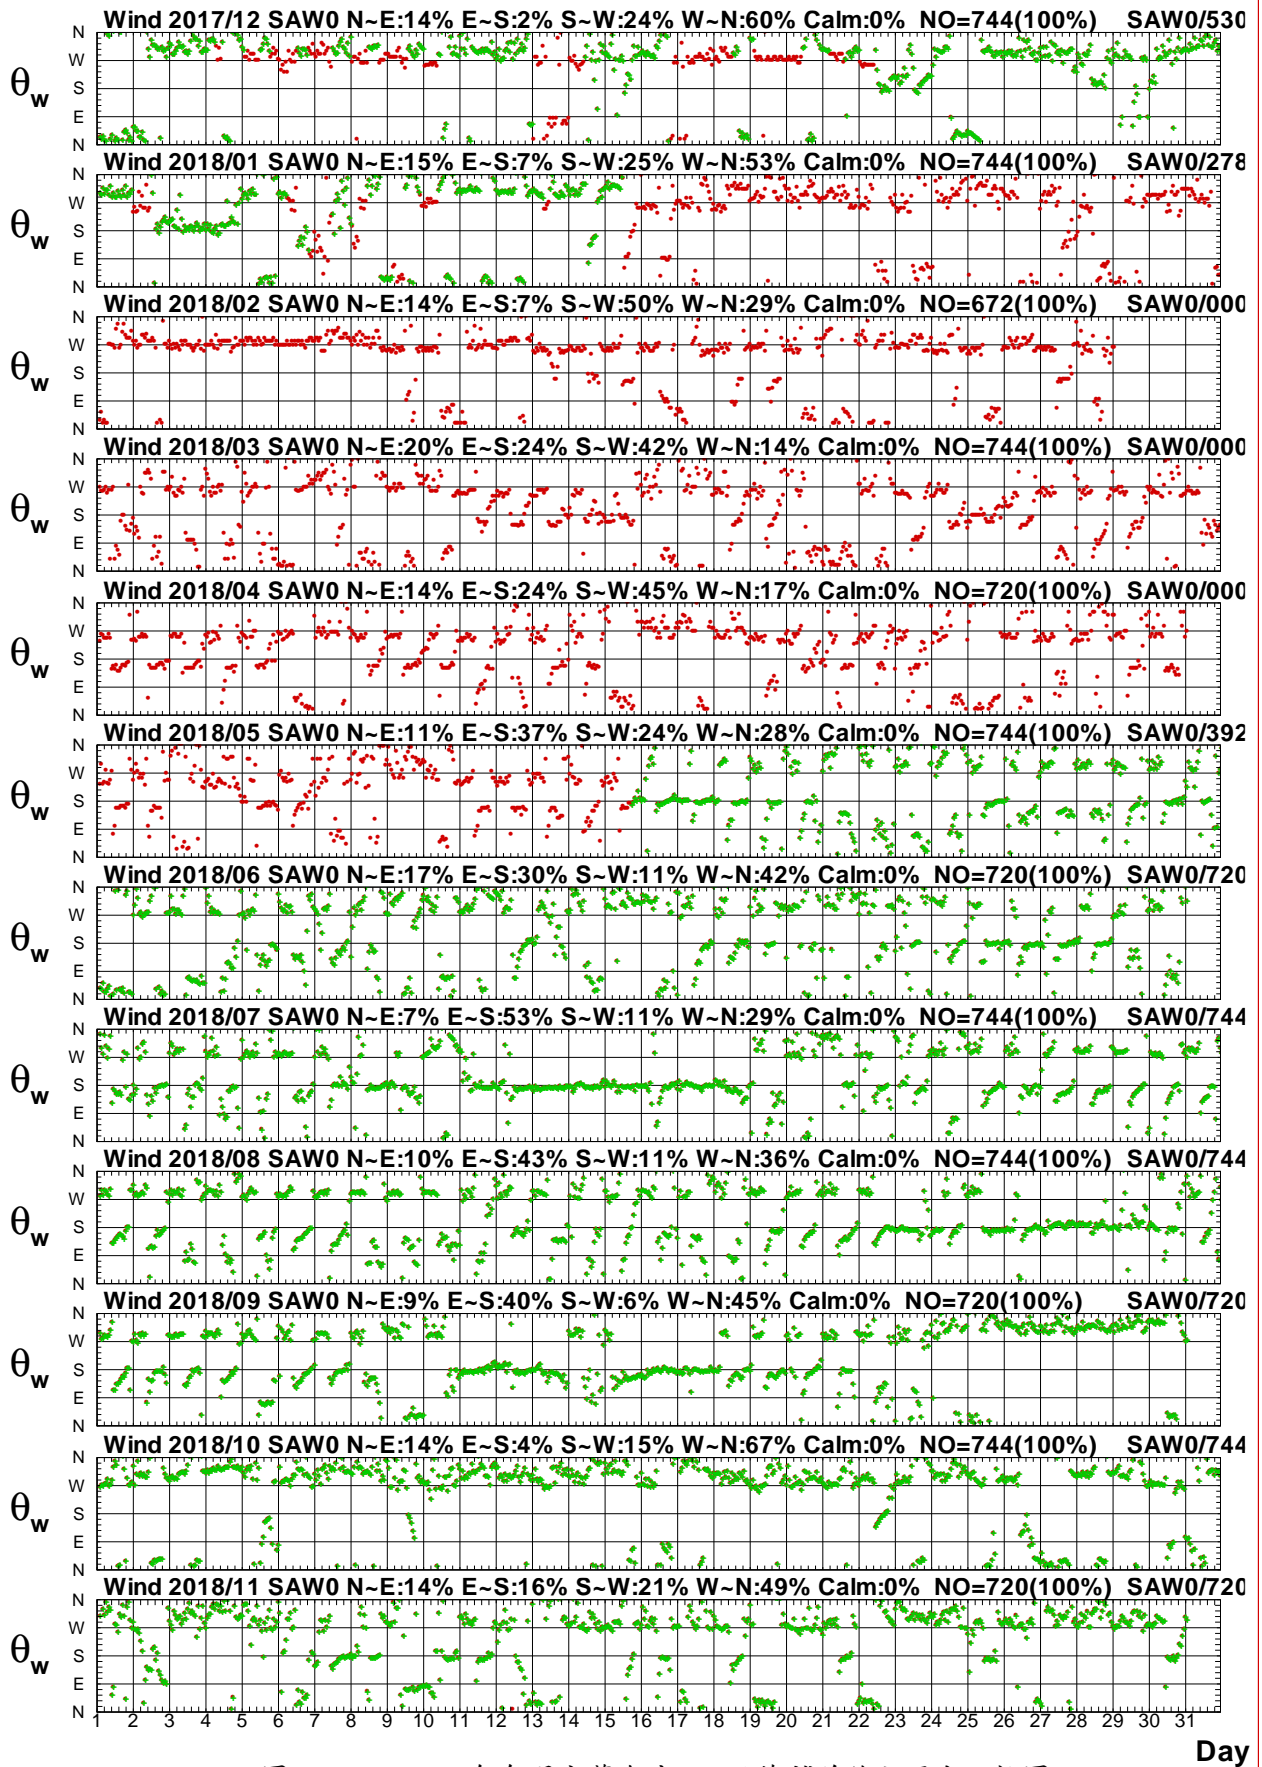 Wind 2017/12 SAW0 N~E:14% E~S:2% S~W:24% W~N:60% Calm:0% NO=744(100%) SAW0/530
N
W
S
E
N
θw
Wind 2018/01 SAW0 N~E:15% E~S:7% S~W:25% W~N:53% Calm:0% NO=744(100%) SAW0/278
N
W
S
E
N
θw
Wind 2018/02 SAW0 N~E:14% E~S:7% S~W:50% W~N:29% Calm:0% NO=672(100%) SAW0/000
N
W
S
E
N
θw
Wind 2018/03 SAW0 N~E:20% E~S:24% S~W:42% W~N:14% Calm:0% NO=744(100%) SAW0/000
N
W
S
E
N
θw
Wind 2018/04 SAW0 N~E:14% E~S:24% S~W:45% W~N:17% Calm:0% NO=720(100%) SAW0/000
N
W
S
E
N
θw
Wind 2018/05 SAW0 N~E:11% E~S:37% S~W:24% W~N:28% Calm:0% NO=744(100%) SAW0/392
N
W
S
E
N
θw
Wind 2018/06 SAW0 N~E:17% E~S:30% S~W:11% W~N:42% Calm:0% NO=720(100%) SAW0/720
N
W
S
E
N
θw
Wind 2018/07 SAW0 N~E:7% E~S:53% S~W:11% W~N:29% Calm:0% NO=744(100%) SAW0/744
N
W
S
E
N
θw
Wind 2018/08 SAW0 N~E:10% E~S:43% S~W:11% W~N:36% Calm:0% NO=744(100%) SAW0/744
N
W
S
E
N
θw
Wind 2018/09 SAW0 N~E:9% E~S:40% S~W:6% W~N:45% Calm:0% NO=720(100%) SAW0/720
N
W
S
E
N
θw
Wind 2018/10 SAW0 N~E:14% E~S:4% S~W:15% W~N:67% Calm:0% NO=744(100%) SAW0/744
N
W
S
E
N
θw
Wind 2018/11 SAW0 N~E:14% E~S:16% S~W:21% W~N:49% Calm:0% NO=720(100%) SAW0/720
N
W
S
E
N
θw
1 2 3 4 5 6 7 8 9 10 11 12 13 14 15 16 17 18 19 20 21 22 23 24 25 26 27 28 29 30 31
Day